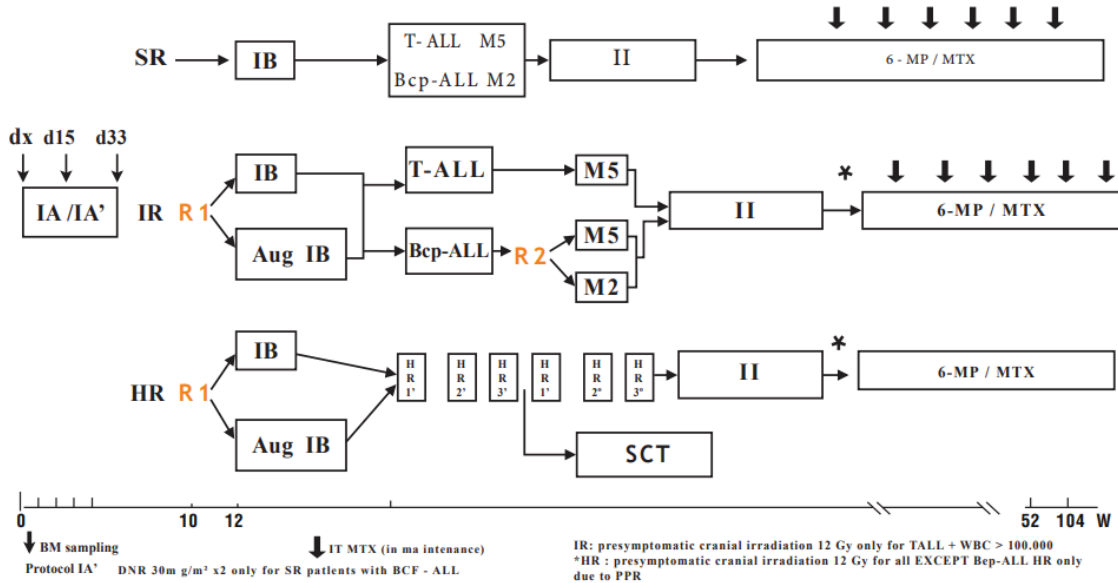 SR
IB
T-ALL M5
Bcp-ALL M2
II
6 - MP / MTX
dx d15 d33
IA /IA’
IR
R 1
IB
Aug IB
T-ALL
Bcp-ALL
R 2
M5
M5
M2
II
*
6-MP / MTX
HR
R 1
IB
Aug IB
H R 1’
H R 2’
H R 3’
H R 1’
H R 2"
H R 3"
SCT
II
*
6-MP / MTX
0 10 12 52 104 W
BM sampling
IT MTX (in ma intenance)
Protocol IA’
DNR 30m g/m² x2 only for SR patlents with BCF - ALL
IR: presymptomatic cranial irradiation 12 Gy only for TALL + WBC > 100.000
*HR : presymptomatic cranial irradiation 12 Gy for all EXCEPT Bep-ALL HR only
due to PPR